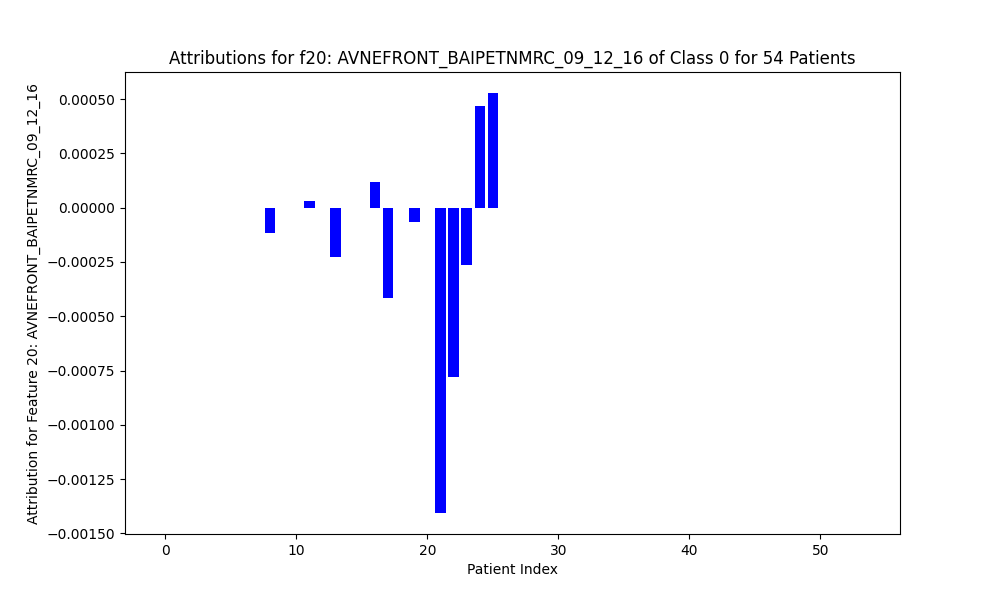 Attributions for f20: AVNEFRONT_BAIPETNMRC_09_12_16 of Class 0 for 54 Patients
Attribution for Feature 20: AVNEFRONT_BAIPETNMRC_09_12_16
0.00050
0.00025
0.00000
−0.00025
−0.00050
−0.00075
−0.00100
−0.00125
−0.00150
0 10 20 30 40 50
Patient Index